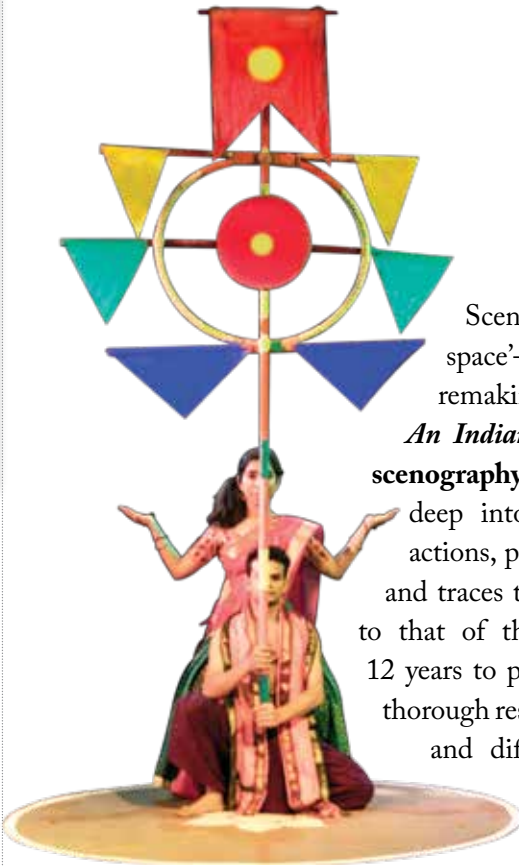 Scen
space'-
remakin
An Indian
scenography
deep into
actions, p
and traces t
to that of th
12 years to p
thorough res
and dif